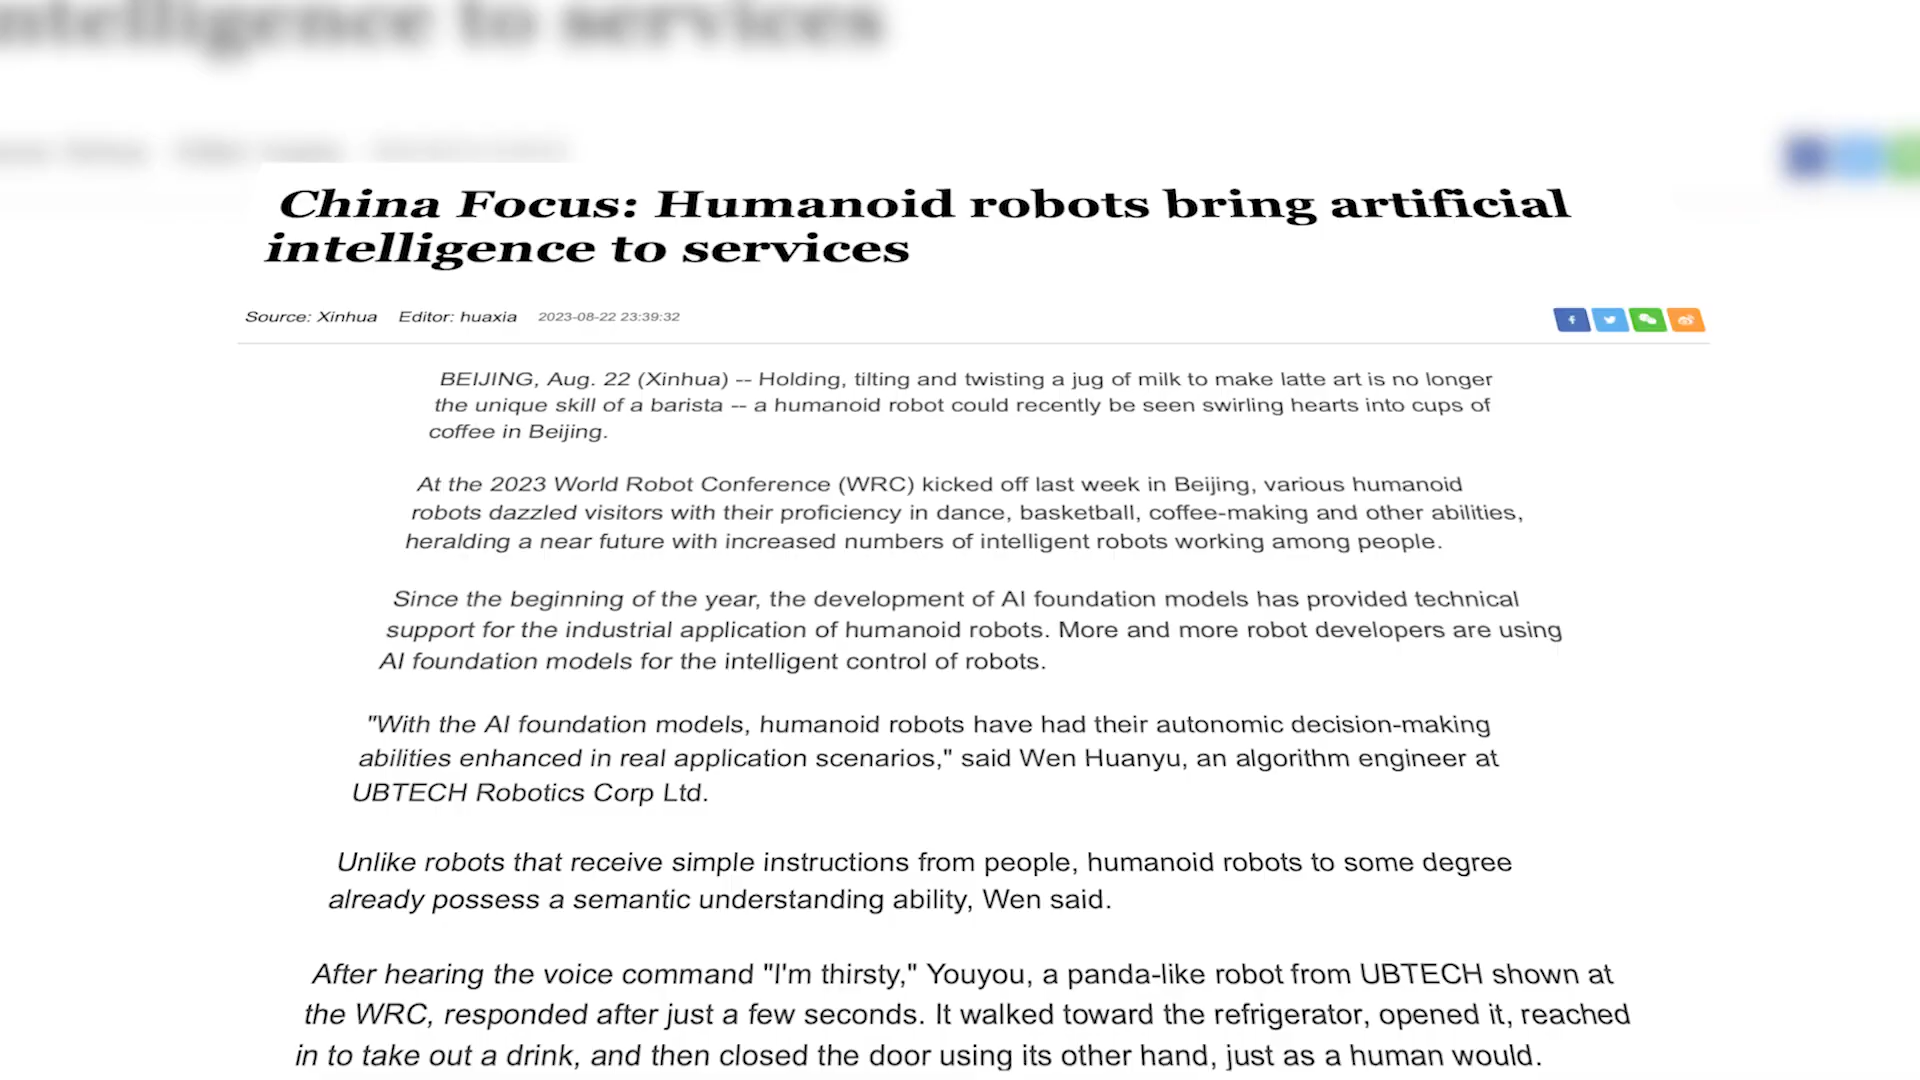 intelligence to services
China Focus: Humanoid robots bring artificial
intelligence to services
Source: Xinhua Editor: huaxia 2023-08-22 23:39:32
BEIJING, Aug. 22 (Xinhua) -- Holding, tilting and twisting a jug of milk to make latte art is no longer
the unique skill of a barista -- a humanoid robot could recently be seen swirling hearts into cups of
coffee in Beijing.
At the 2023 World Robot Conference (WRC) kicked off last week in Beijing, various humanoid
robots dazzled visitors with their proficiency in dance, basketball, coffee-making and other abilities,
heralding a near future with increased numbers of intelligent robots working among people.
Since the beginning of the year, the development of AI foundation models has provided technical
support for the industrial application of humanoid robots. More and more robot developers are using
AI foundation models for the intelligent control of robots.
"With the AI foundation models, humanoid robots have had their autonomic decision-making
abilities enhanced in real application scenarios," said Wen Huanyu, an algorithm engineer at
UBTECH Robotics Corp Ltd.
Unlike robots that receive simple instructions from people, humanoid robots to some degree
already possess a semantic understanding ability, Wen said.
After hearing the voice command "I'm thirsty," Youyou, a panda-like robot from UBTECH shown at
the WRC, responded after just a few seconds. It walked toward the refrigerator, opened it, reached
in to take out a drink, and then closed the door using its other hand, just as a human would.